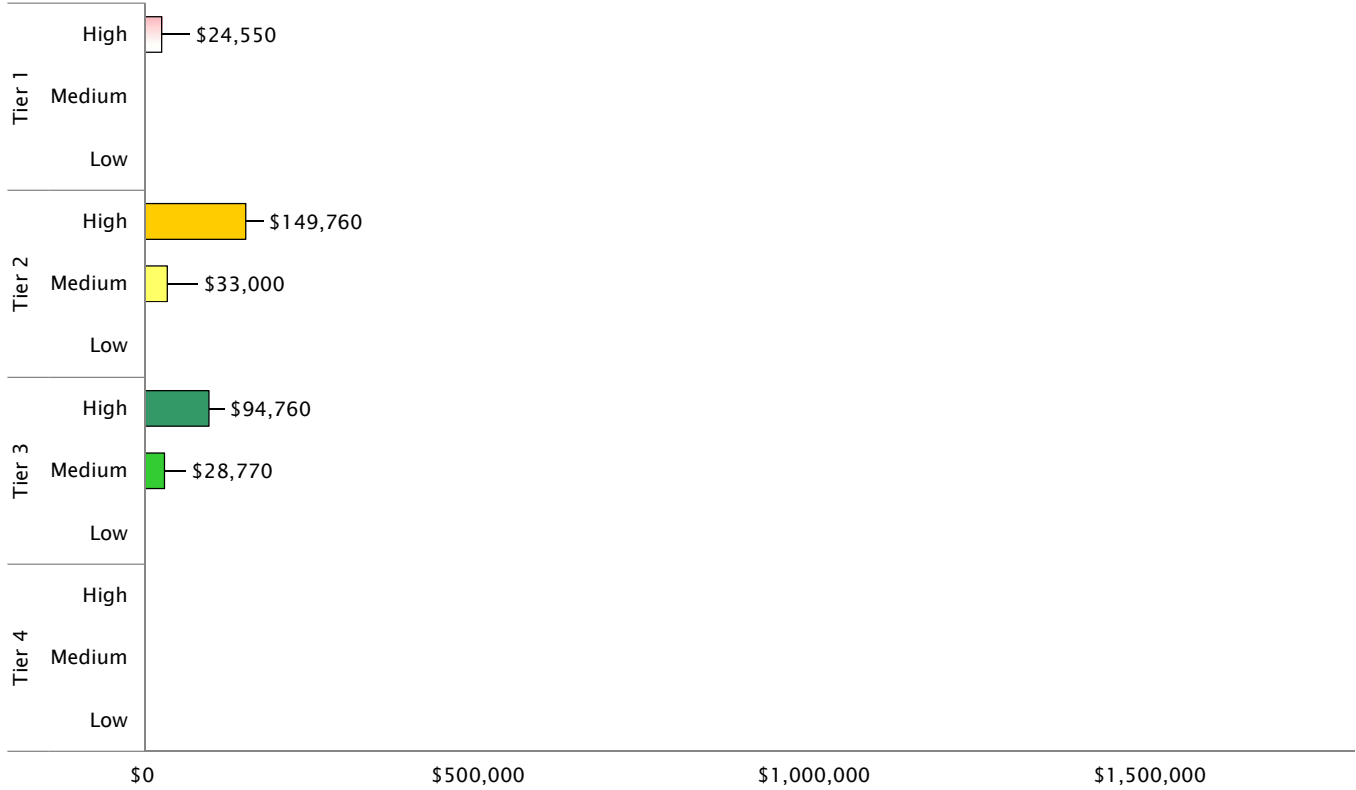 Tier 1
High $24,550
Medium
Low
Tier 2
High $149,760
Medium $33,000
Low
Tier 3
High $94,760
Medium $28,770
Low
Tier 4
High
Medium
Low
$0 $500,000 $1,000,000 $1,500,000